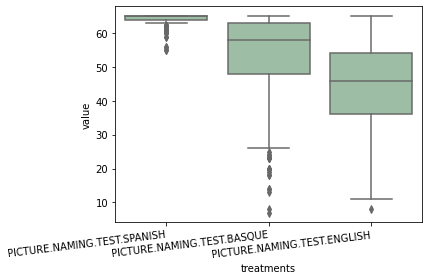 60
50
40
30
20
10
value
PICTURE.NAMING.TEST.SPANISH
PICTURE.NAMING.TEST.BASQUE
PICTURE.NAMING.TEST.ENGLISH
treatments